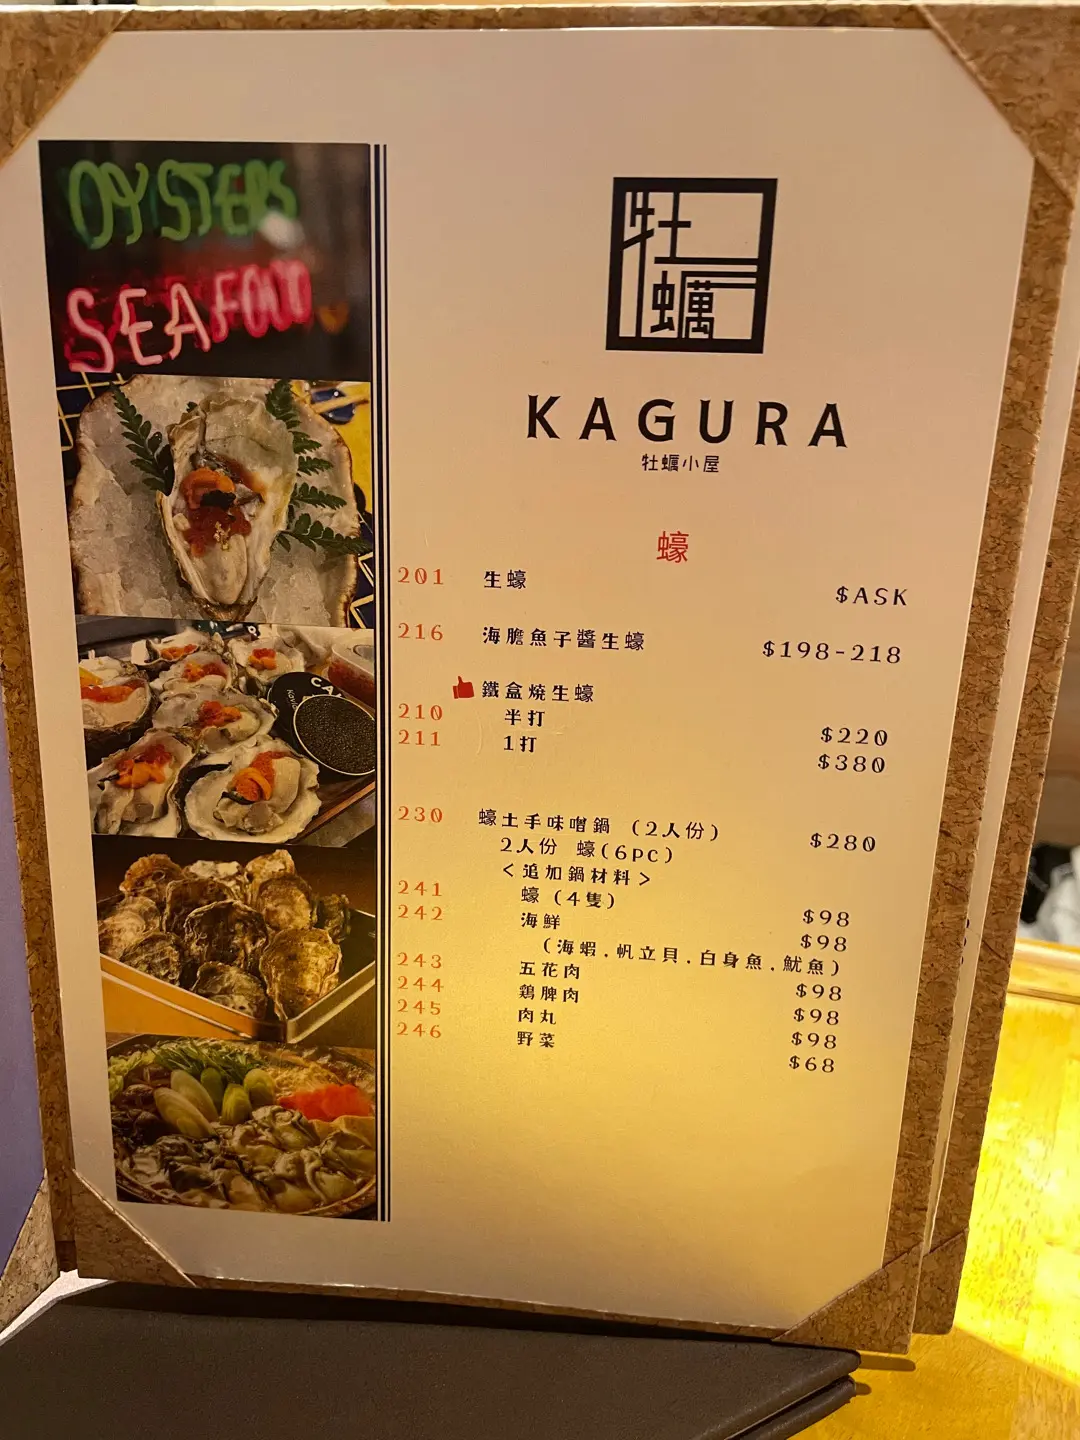 OYSTERS
SEAFOOD
牡蠣
KAGURA
牡蠣小屋
蠔
201 生蠔 $ASK
216 海膽魚子醬生蠔 $198-218
鐵盒燒生蠔
210 半打 $220
211 1打 $380
230 蠔土手味噌鍋 (2人份) $280
2人份 蠔(6PC)
<追加鍋材料>
241 蠔 (4隻) $98
242 海鮮 $98
(海蝦.帆立貝.白身魚.魷魚)
243 五花肉 $98
244 鶏脾肉 $98
245 肉丸 $98
246 野菜 $68